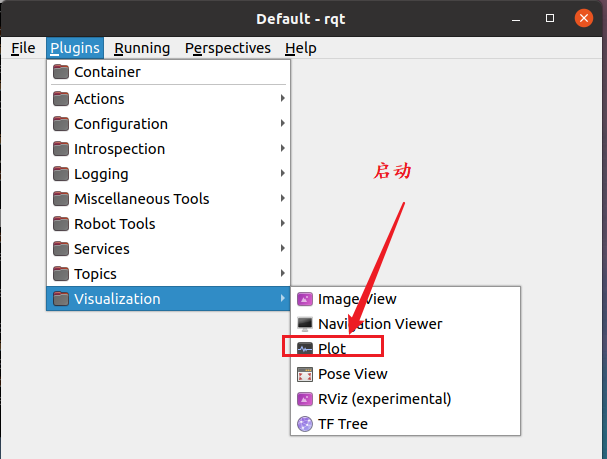 Default - rqt
File Plugins Running Perspectives Help
Container
Actions
Configuration
Introspection
Logging
Miscellaneous Tools
Robot Tools
Services
Topics
Visualization
启动
Image View
Navigation Viewer
Plot
Pose View
RViz (experimental)
TF Tree